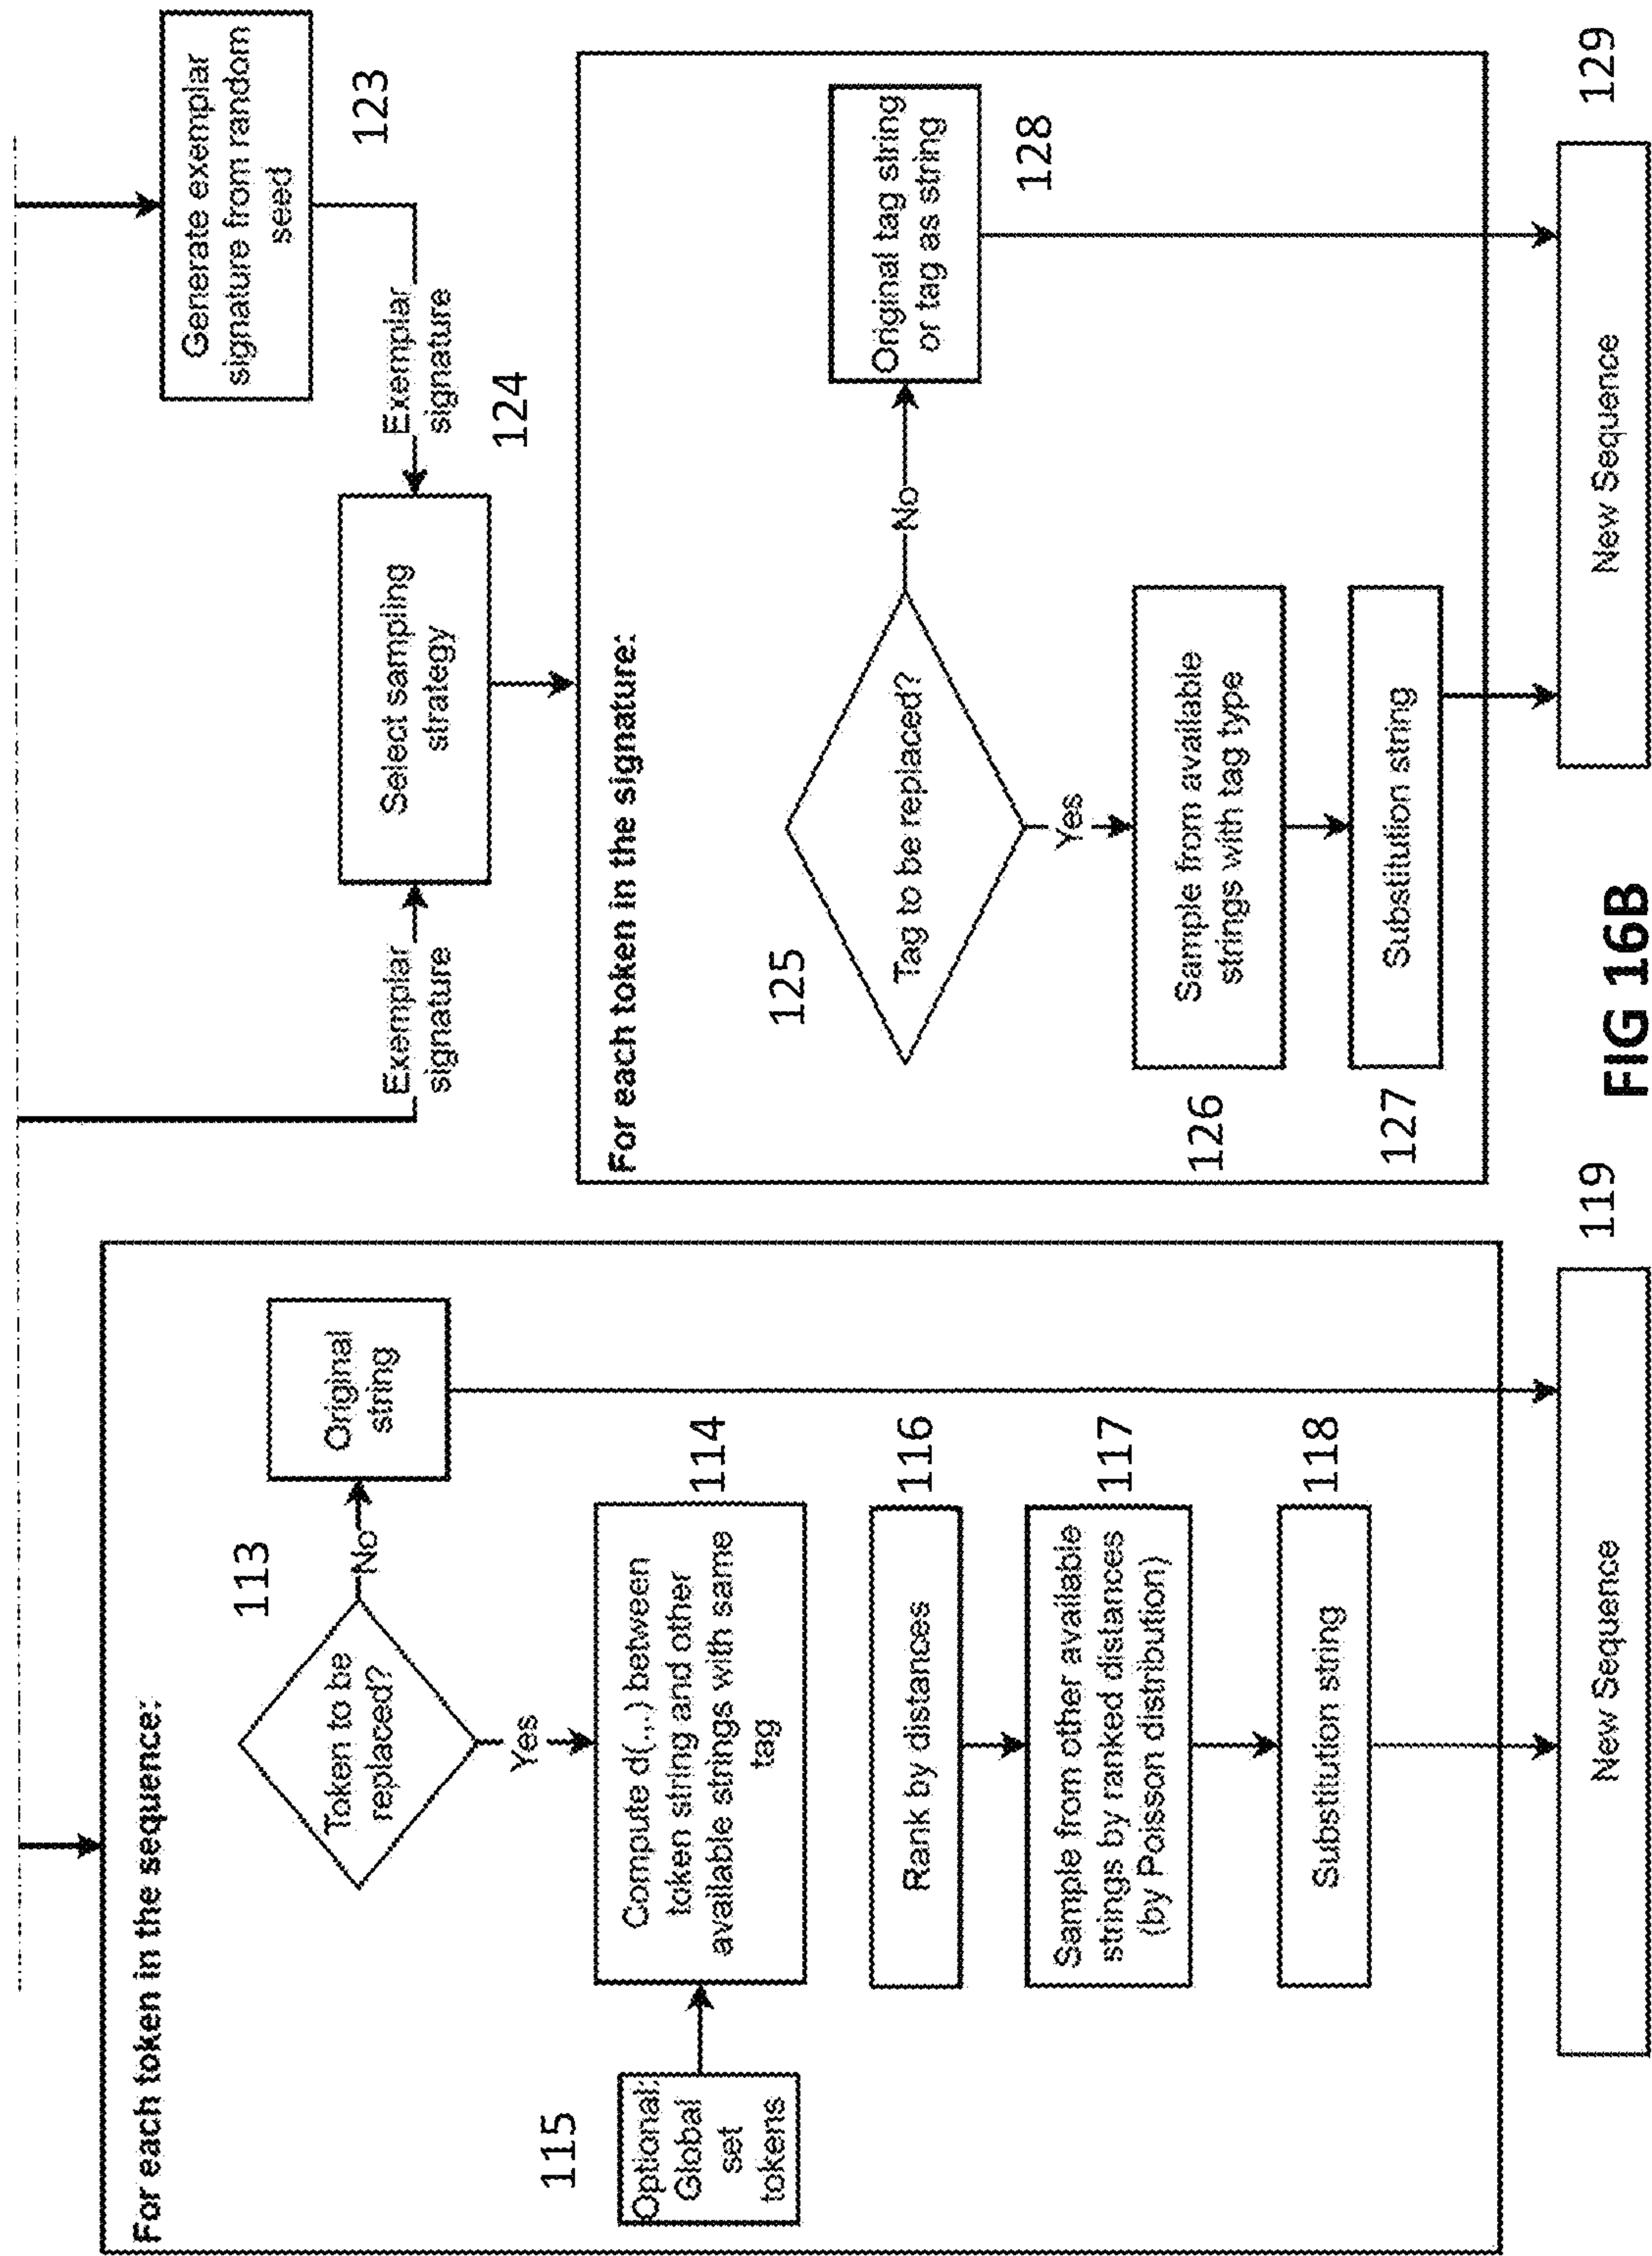 For each token in the sequence:
113
Token to be
replaced?
No
Original
string
Yes
115
Optional:
Global
set
tokens
Compute d(.,.) between
token string and other
available strings with same
tag
114
Rank by distances
116
Sample from other available
strings by ranked distances
(by Poisson distribution)
117
Substitution string
118
New Sequence
119
Generate exemplar
signature from random
seed
123
Exemplar
signature
Exemplar
signature
Select sampling
strategy
124
For each token in the signature:
125
Tag to be replaced?
No
Original tag string
or tag as string
128
Yes
126
Sample from available
strings with tag type
127
Substitution string
New Sequence
129
FIG 16B